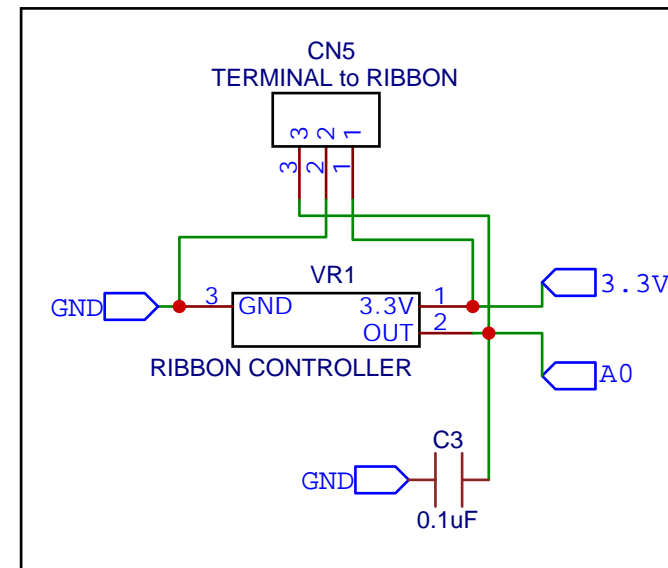 CN5
TERMINAL to RIBBON
3 2 1
3 2 1
VR1
GND 3 GND 3.3V 1 3.3V
OUT 2
RIBBON CONTROLLER
A0
C3
GND
0.1uF